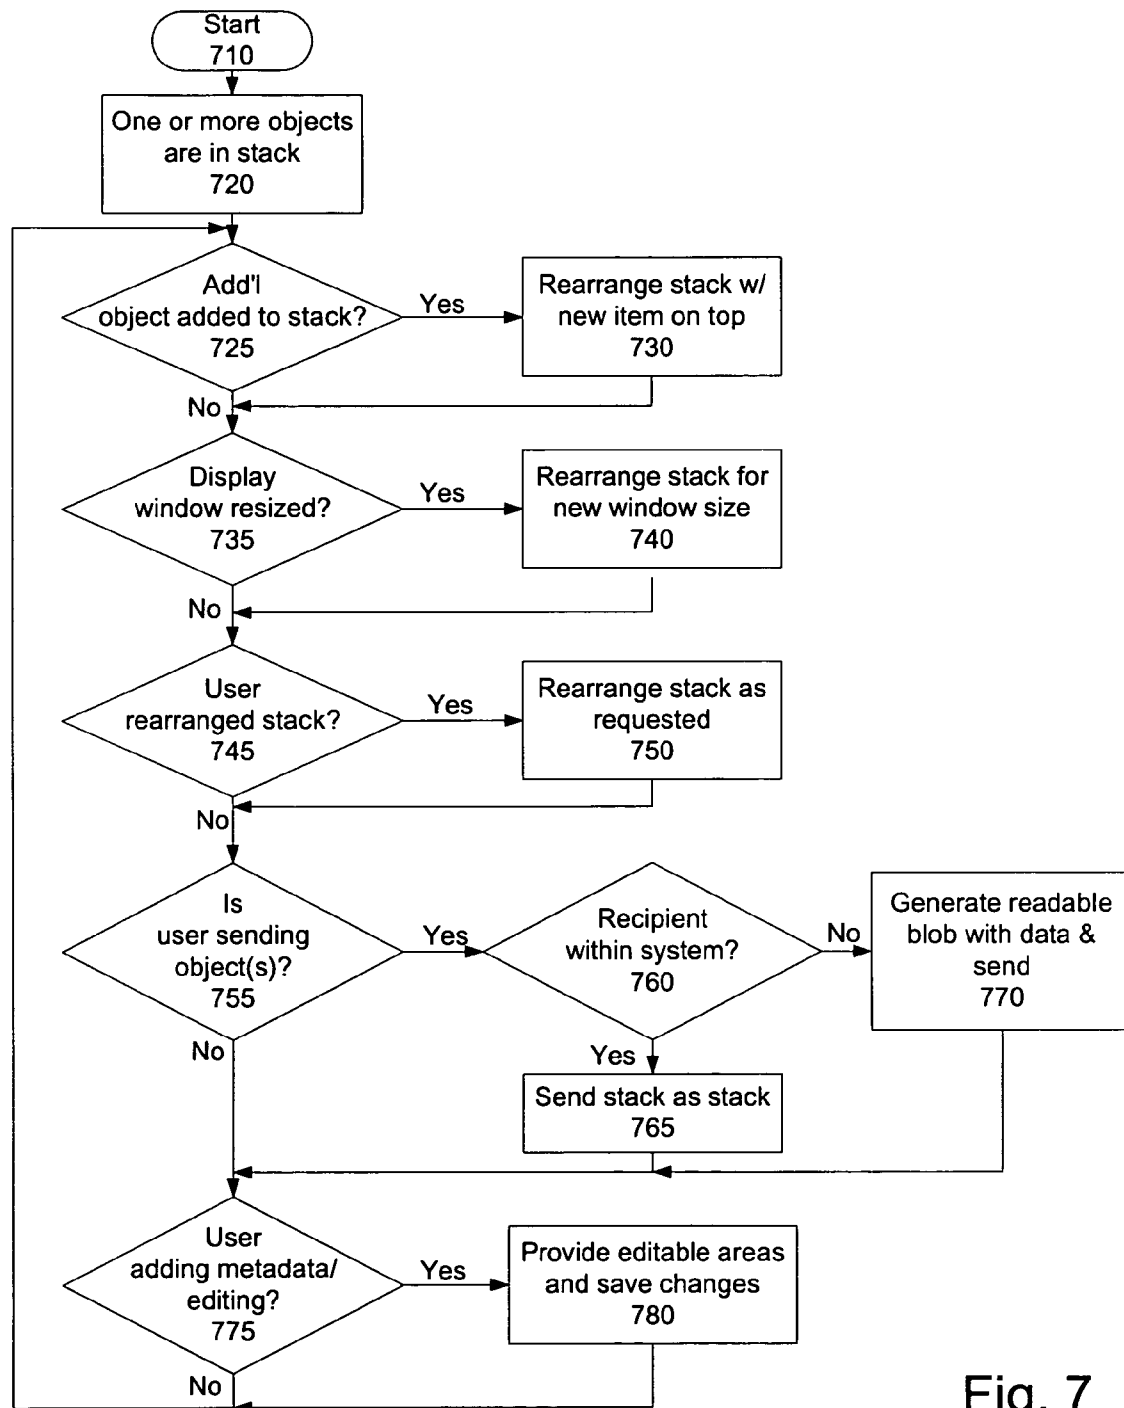 Start
710
One or more objects
are in stack
720
Add'l
object added to stack?
725
Yes
Rearrange stack w/
new item on top
730
No
Display
window resized?
735
Yes
Rearrange stack for
new window size
740
No
User
rearranged stack?
745
Yes
Rearrange stack as
requested
750
No
Is
user sending
object(s)?
755
Yes
Recipient
within system?
760
No
Generate readable
blob with data &
send
770
No
Yes
Send stack as stack
765
User
adding metadata/
editing?
775
Yes
Provide editable areas
and save changes
780
No
Fig. 7